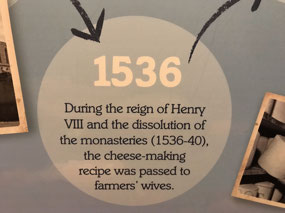 1536
During the reign of Henry
VIII and the dissolution of
the monasteries (1536-40),
the cheese-making
recipe was passed to
farmers' wives.